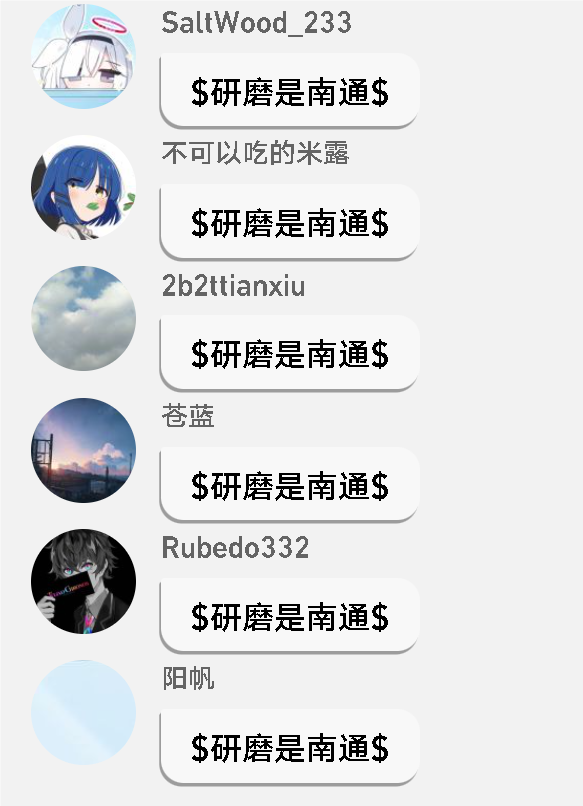 SaltWood_233
$研磨是南通$
不可以吃的米露
$研磨是南通$
2b2ttianxiu
$研磨是南通$
苍蓝
$研磨是南通$
Rubedo332
$研磨是南通$
阳帆
$研磨是南通$